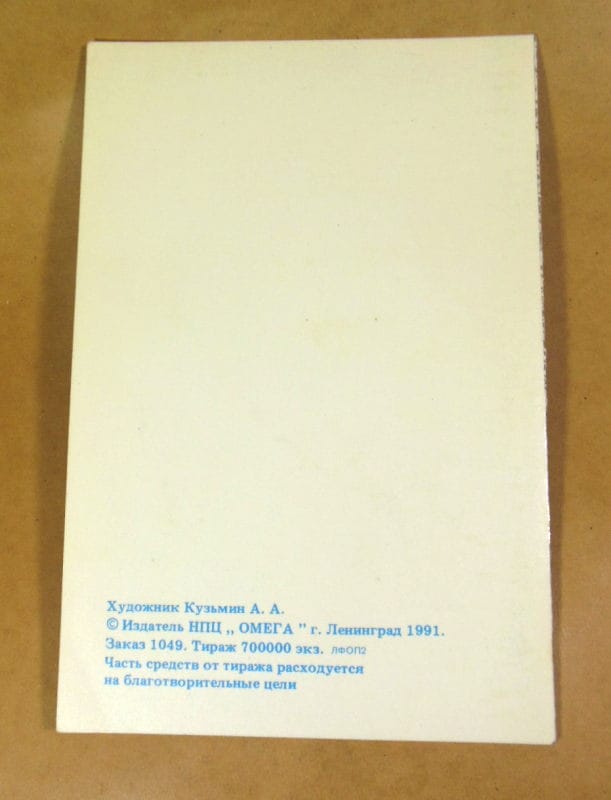 Художник Кузьмин А. А.
© Издатель НПЦ „ ОМЕГА ” г. Ленинград 1991.
Заказ 1049. Тираж 700000 экз. ЛФОП2
Часть средств от тиража расходуется
на благотворительные цели